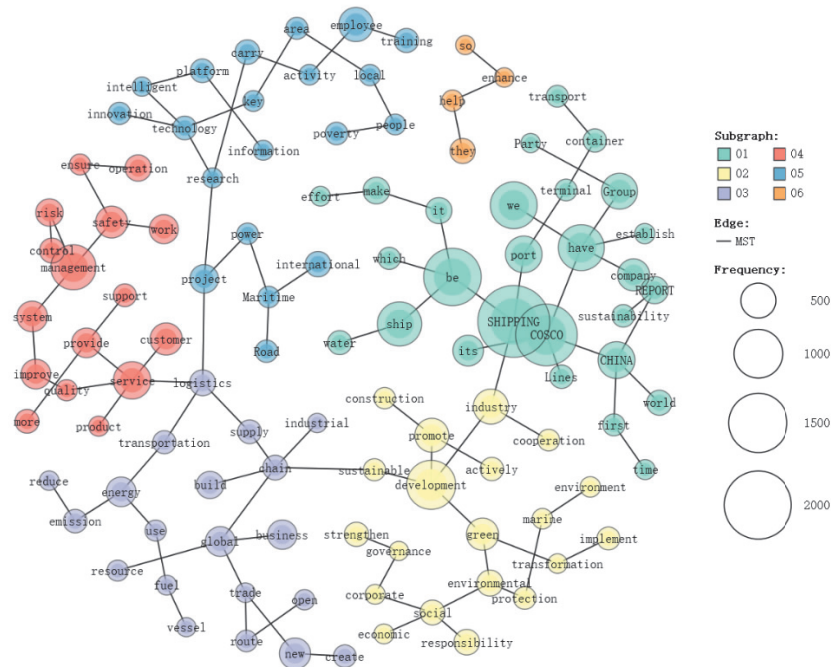 so
enhance
help
they
employee
training
area
carry
activity
local
platform
intelligent
key
innovation
technology
people
poverty
information
research
ensure
operation
risk
safety
work
control
management
system
support
provide
customer
improve
service
quality
more
product
power
international
project
Maritime
Road
transport
container
Party
terminal
Group
effort
make
it
we
port
have
establish
which
be
company
REPORT
SHIPPING
COSCO
sustainability
ship
water
its
CHINA
Lines
world
first
time
logistics
transportation
supply
industrial
chain
reduce
energy
build
emission
use
global
business
resource
fuel
trade
open
vessel
route
new
create
construction
industry
promote
cooperation
sustainable
actively
development
environment
strengthen
marine
green
governance
implement
transformation
environmental
corporate
protection
social
economic
responsibility
Subgraph:
01 04
02 05
03 06
Edge:
MST
Frequency:
500
1000
1500
2000